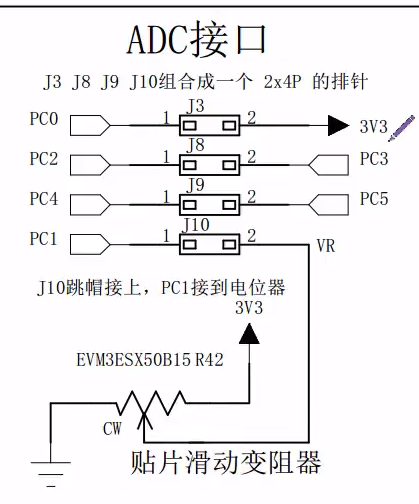 ADC接口
J3 J8 J9 J10组合成一个 2x4P 的排针
PC0 1 J3 2 3V3
PC2 J8 PC3
PC4 1 J9 2 PC5
PC1 1 J10 2 VR
J10跳帽接上，PC1接到电位器
3V3
EVM3ESX50B15 R42
CW
贴片滑动变阻器